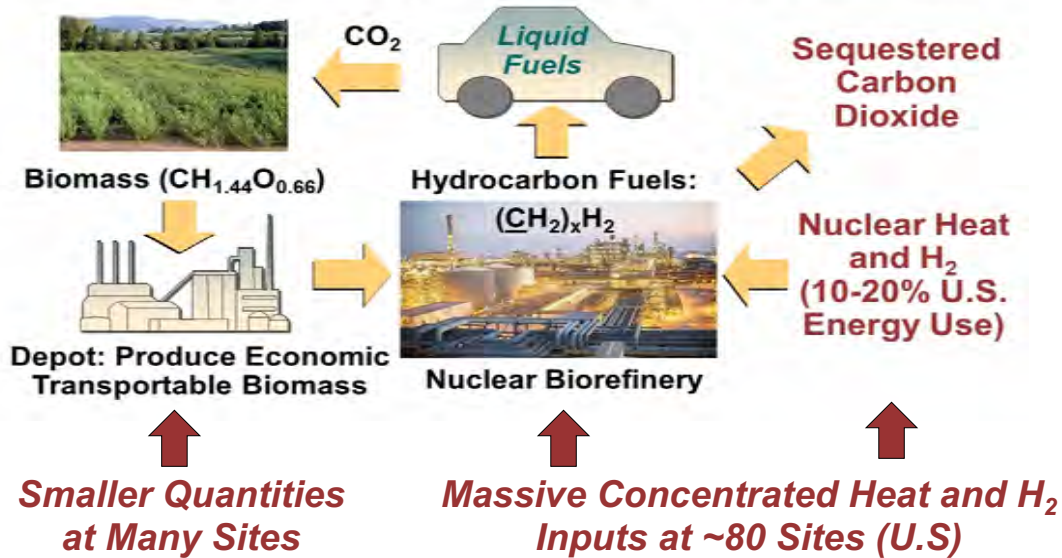 CO₂
Liquid
Fuels
Sequestered
Carbon
Dioxide
Biomass (CH₁.₄₄O₀.₆₆)
Hydrocarbon Fuels:
(C̲H₂)ₓH₂
Nuclear Heat
and H₂
(10-20% U.S.
Energy Use)
Depot: Produce Economic
Transportable Biomass
Nuclear Biorefinery
Smaller Quantities
at Many Sites
Massive Concentrated Heat and H₂
Inputs at ~80 Sites (U.S)